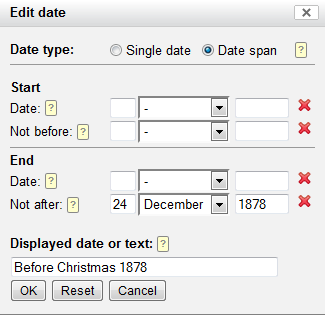 Edit date
Date type: Single date Date span ?
Start
Date: ? -
Not before: ? -
End
Date: ? -
Not after: ? 24 December 1878
Displayed date or text: ?
Before Christmas 1878
OK Reset Cancel